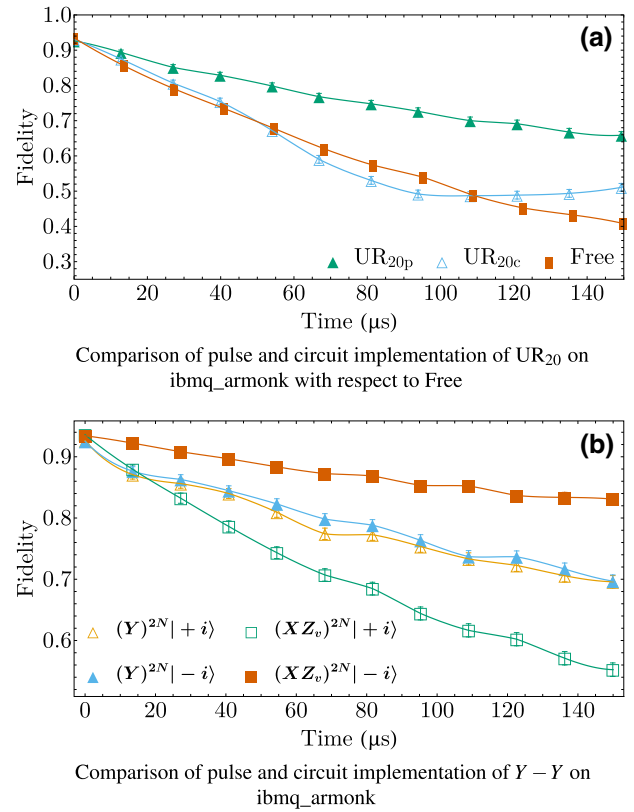 (a)
1.0
0.9
0.8
0.7
0.6
0.5
0.4
0.3
Fidelity
UR20p UR20c Free
0 20 40 60 80 100 120 140
Time (μs)
Comparison of pulse and circuit implementation of UR20 on
ibmq_armonk with respect to Free
(b)
0.9
0.8
0.7
0.6
Fidelity
(Y)^2N|+i⟩ (XZv)^2N|+i⟩
(Y)^2N|−i⟩ (XZv)^2N|−i⟩
0 20 40 60 80 100 120 140
Time (μs)
Comparison of pulse and circuit implementation of Y − Y on
ibmq_armonk